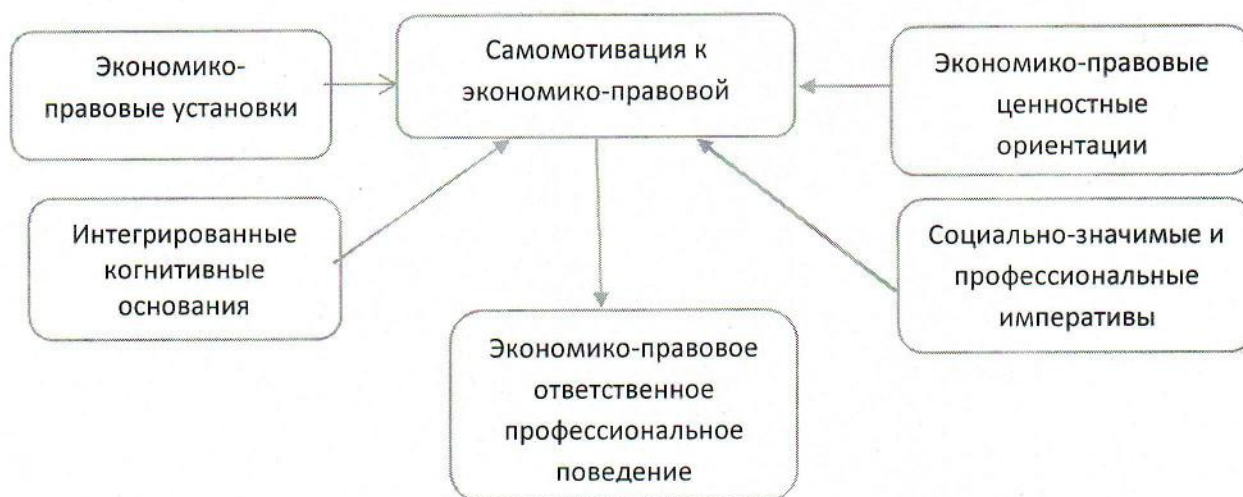 Экономико-
правовые установки
Самомотивация к
экономико-правовой
Экономико-правовые
ценностные
ориентации
Интегрированные
когнитивные
основания
Социально-значимые и
профессиональные
императивы
Экономико-правовое
ответственное
профессиональное
поведение